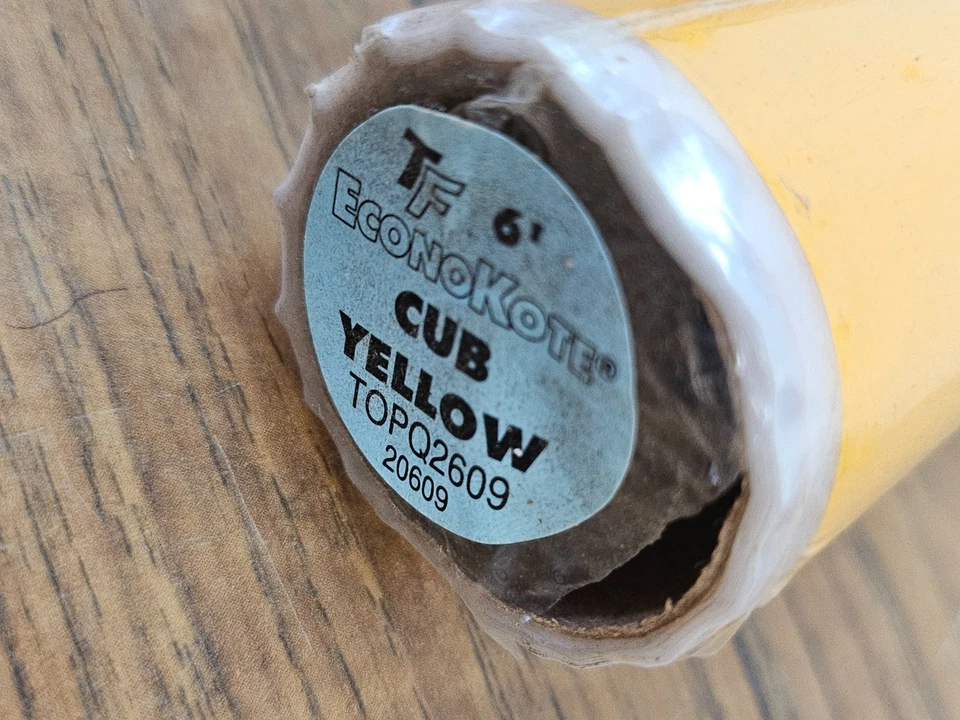 TF 6'
ECONOKOTE®
CUB
YELLOW
TOPQ2609
20609